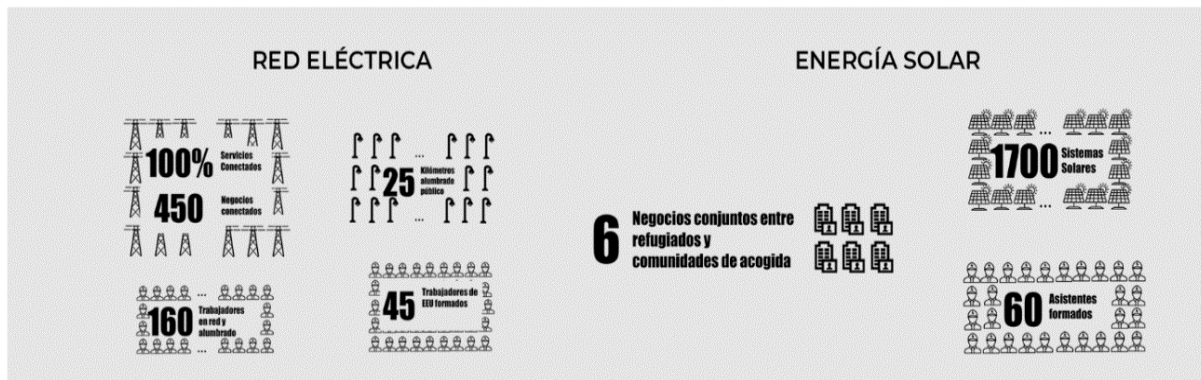 RED ELÉCTRICA
100% Servicios
Conectados
450 Negocios
conectados
25 Kilómetros
alumbrado
público
160 Trabajadores
en red y
alumbrado
45 Trabajadores de
EEU formados
ENERGÍA SOLAR
6 Negocios conjuntos entre
refugiados y
comunidades de acogida
1700 Sistemas
Solares
60 Asistentes
formados